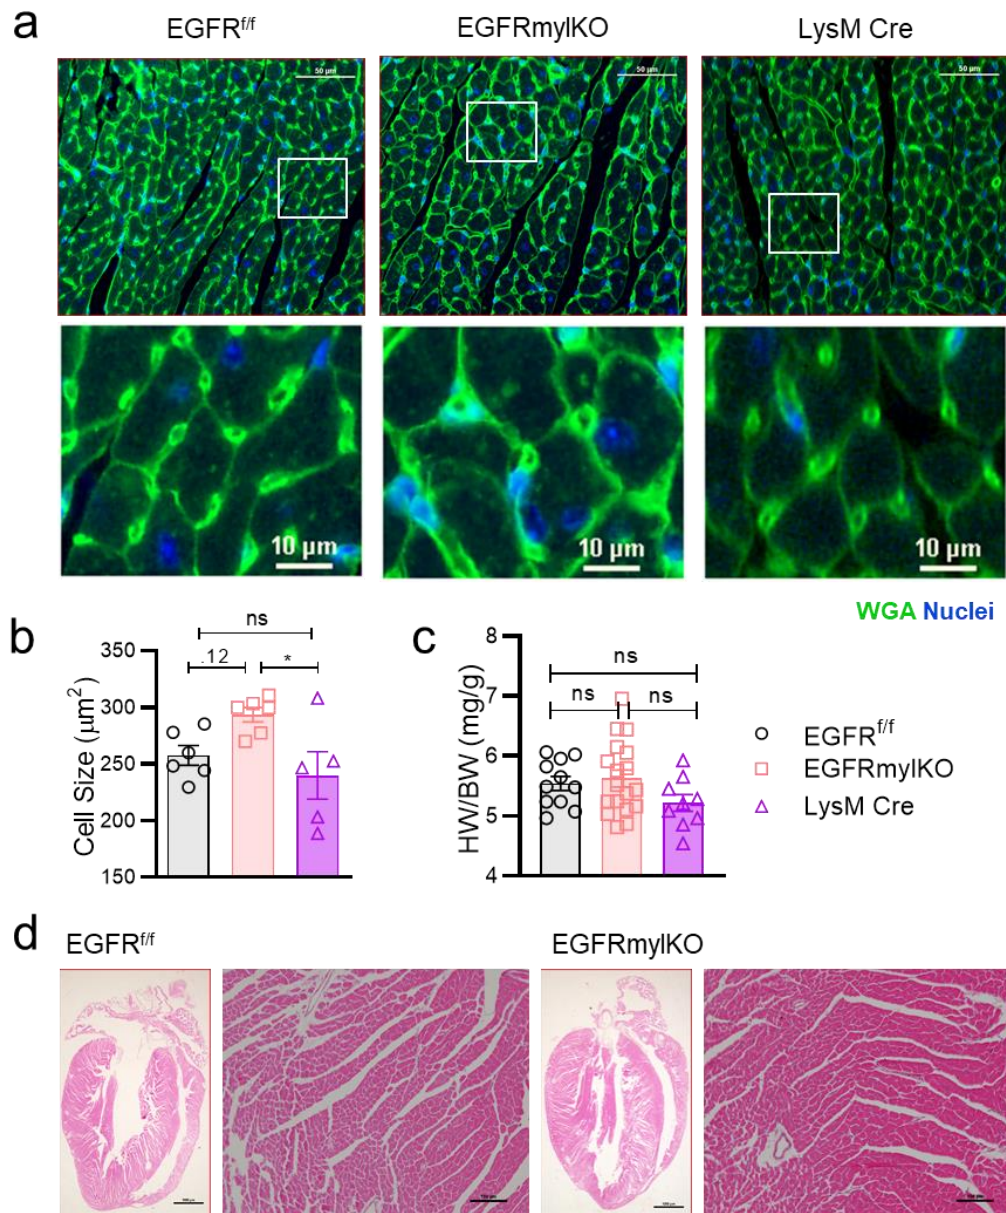 a
EGFRf/f
EGFRmylKO
LysM Cre
50 µm
50 µm
50 µm
10 µm
10 µm
10 µm
WGA Nuclei
b
ns
.12
*
Cell Size (µm²)
350
300
250
200
150
c
ns
ns
ns
HW/BW (mg/g)
8
7
6
5
4
EGFRf/f
EGFRmylKO
LysM Cre
d
EGFRf/f
EGFRmylKO